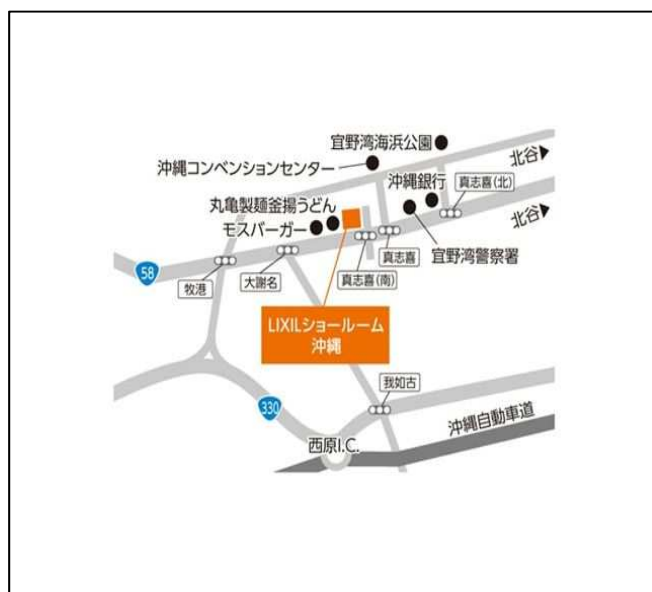 宜野湾海浜公園
北谷
沖縄コンベンションセンター
沖縄銀行
真志喜(北)
丸亀製麺釜揚うどん
北谷
モスバーガー
真志喜
宜野湾警察署
58
牧港
大謝名
真志喜(南)
LIXILショールーム
沖縄
我如古
330
沖縄自動車道
西原I.C.